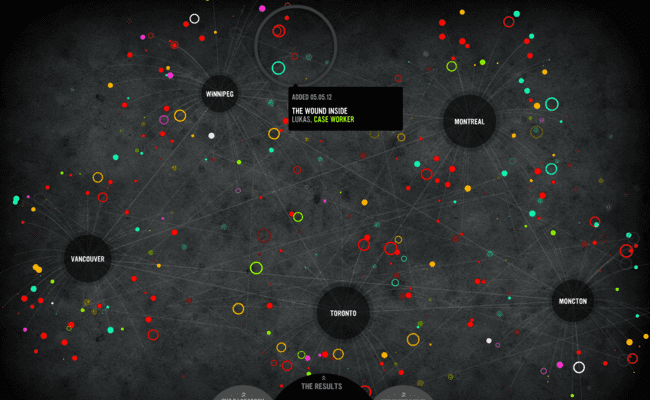 WINNIPEG
ADDED 05.05.12
THE WOUND INSIDE
LUKAS, CASE WORKER
MONTREAL
VANCOUVER
TORONTO
MONCTON
THE RESULTS